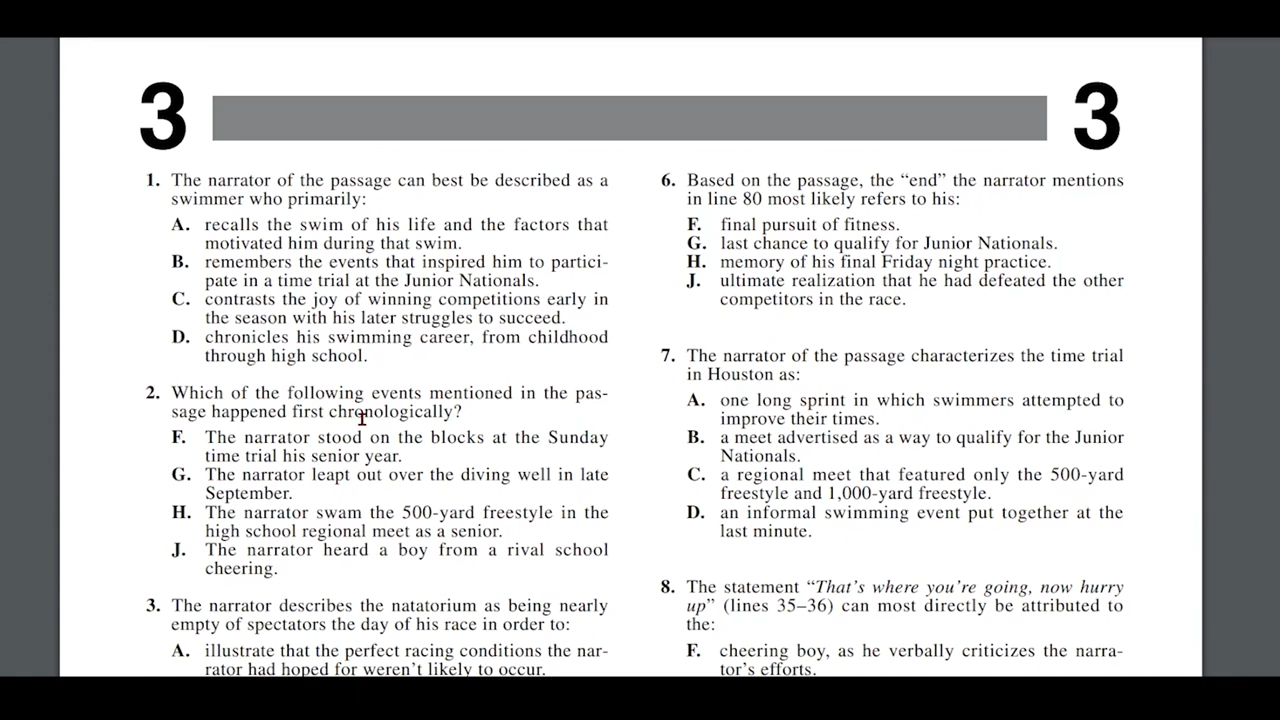 3 3
1. The narrator of the passage can best be described as a
swimmer who primarily:
A. recalls the swim of his life and the factors that
motivated him during that swim.
B. remembers the events that inspired him to partici-
pate in a time trial at the Junior Nationals.
C. contrasts the joy of winning competitions early in
the season with his later struggles to succeed.
D. chronicles his swimming career, from childhood
through high school.
2. Which of the following events mentioned in the pas-
sage happened first chronologically?
F. The narrator stood on the blocks at the Sunday
time trial his senior year.
G. The narrator leapt out over the diving well in late
September.
H. The narrator swam the 500-yard freestyle in the
high school regional meet as a senior.
J. The narrator heard a boy from a rival school
cheering.
3. The narrator describes the natatorium as being nearly
empty of spectators the day of his race in order to:
A. illustrate that the perfect racing conditions the nar-
rator had hoped for weren't likely to occur.
6. Based on the passage, the “end” the narrator mentions
in line 80 most likely refers to his:
F. final pursuit of fitness.
G. last chance to qualify for Junior Nationals.
H. memory of his final Friday night practice.
J. ultimate realization that he had defeated the other
competitors in the race.
7. The narrator of the passage characterizes the time trial
in Houston as:
A. one long sprint in which swimmers attempted to
improve their times.
B. a meet advertised as a way to qualify for the Junior
Nationals.
C. a regional meet that featured only the 500-yard
freestyle and 1,000-yard freestyle.
D. an informal swimming event put together at the
last minute.
8. The statement “That's where you're going, now hurry
up” (lines 35–36) can most directly be attributed to
the:
F. cheering boy, as he verbally criticizes the narra-
tor's efforts.